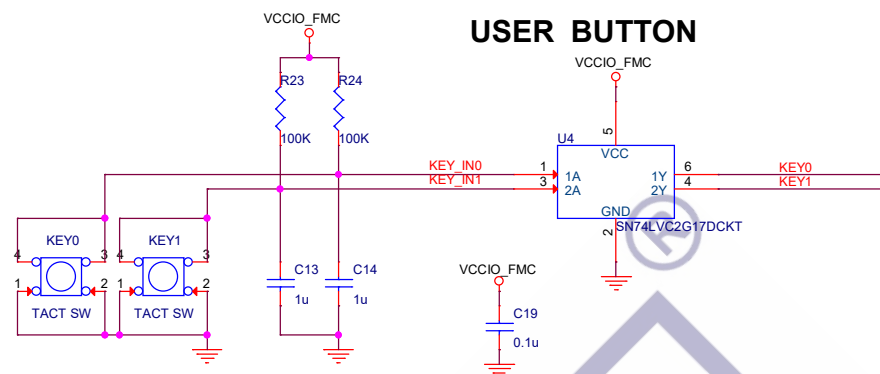 USER BUTTON
VCCIO_FMC
VCCIO_FMC
R23
R24
100K
100K
U4
5
VCC
KEY_IN0
1
1A
1Y
6
KEY0
KEY_IN1
3
2A
2Y
4
KEY1
GND
2
SN74LVC2G17DCKT
®
KEY0
KEY1
4
3
4
3
1
2
1
2
TACT SW
TACT SW
C13
1u
C14
1u
VCCIO_FMC
C19
0.1u